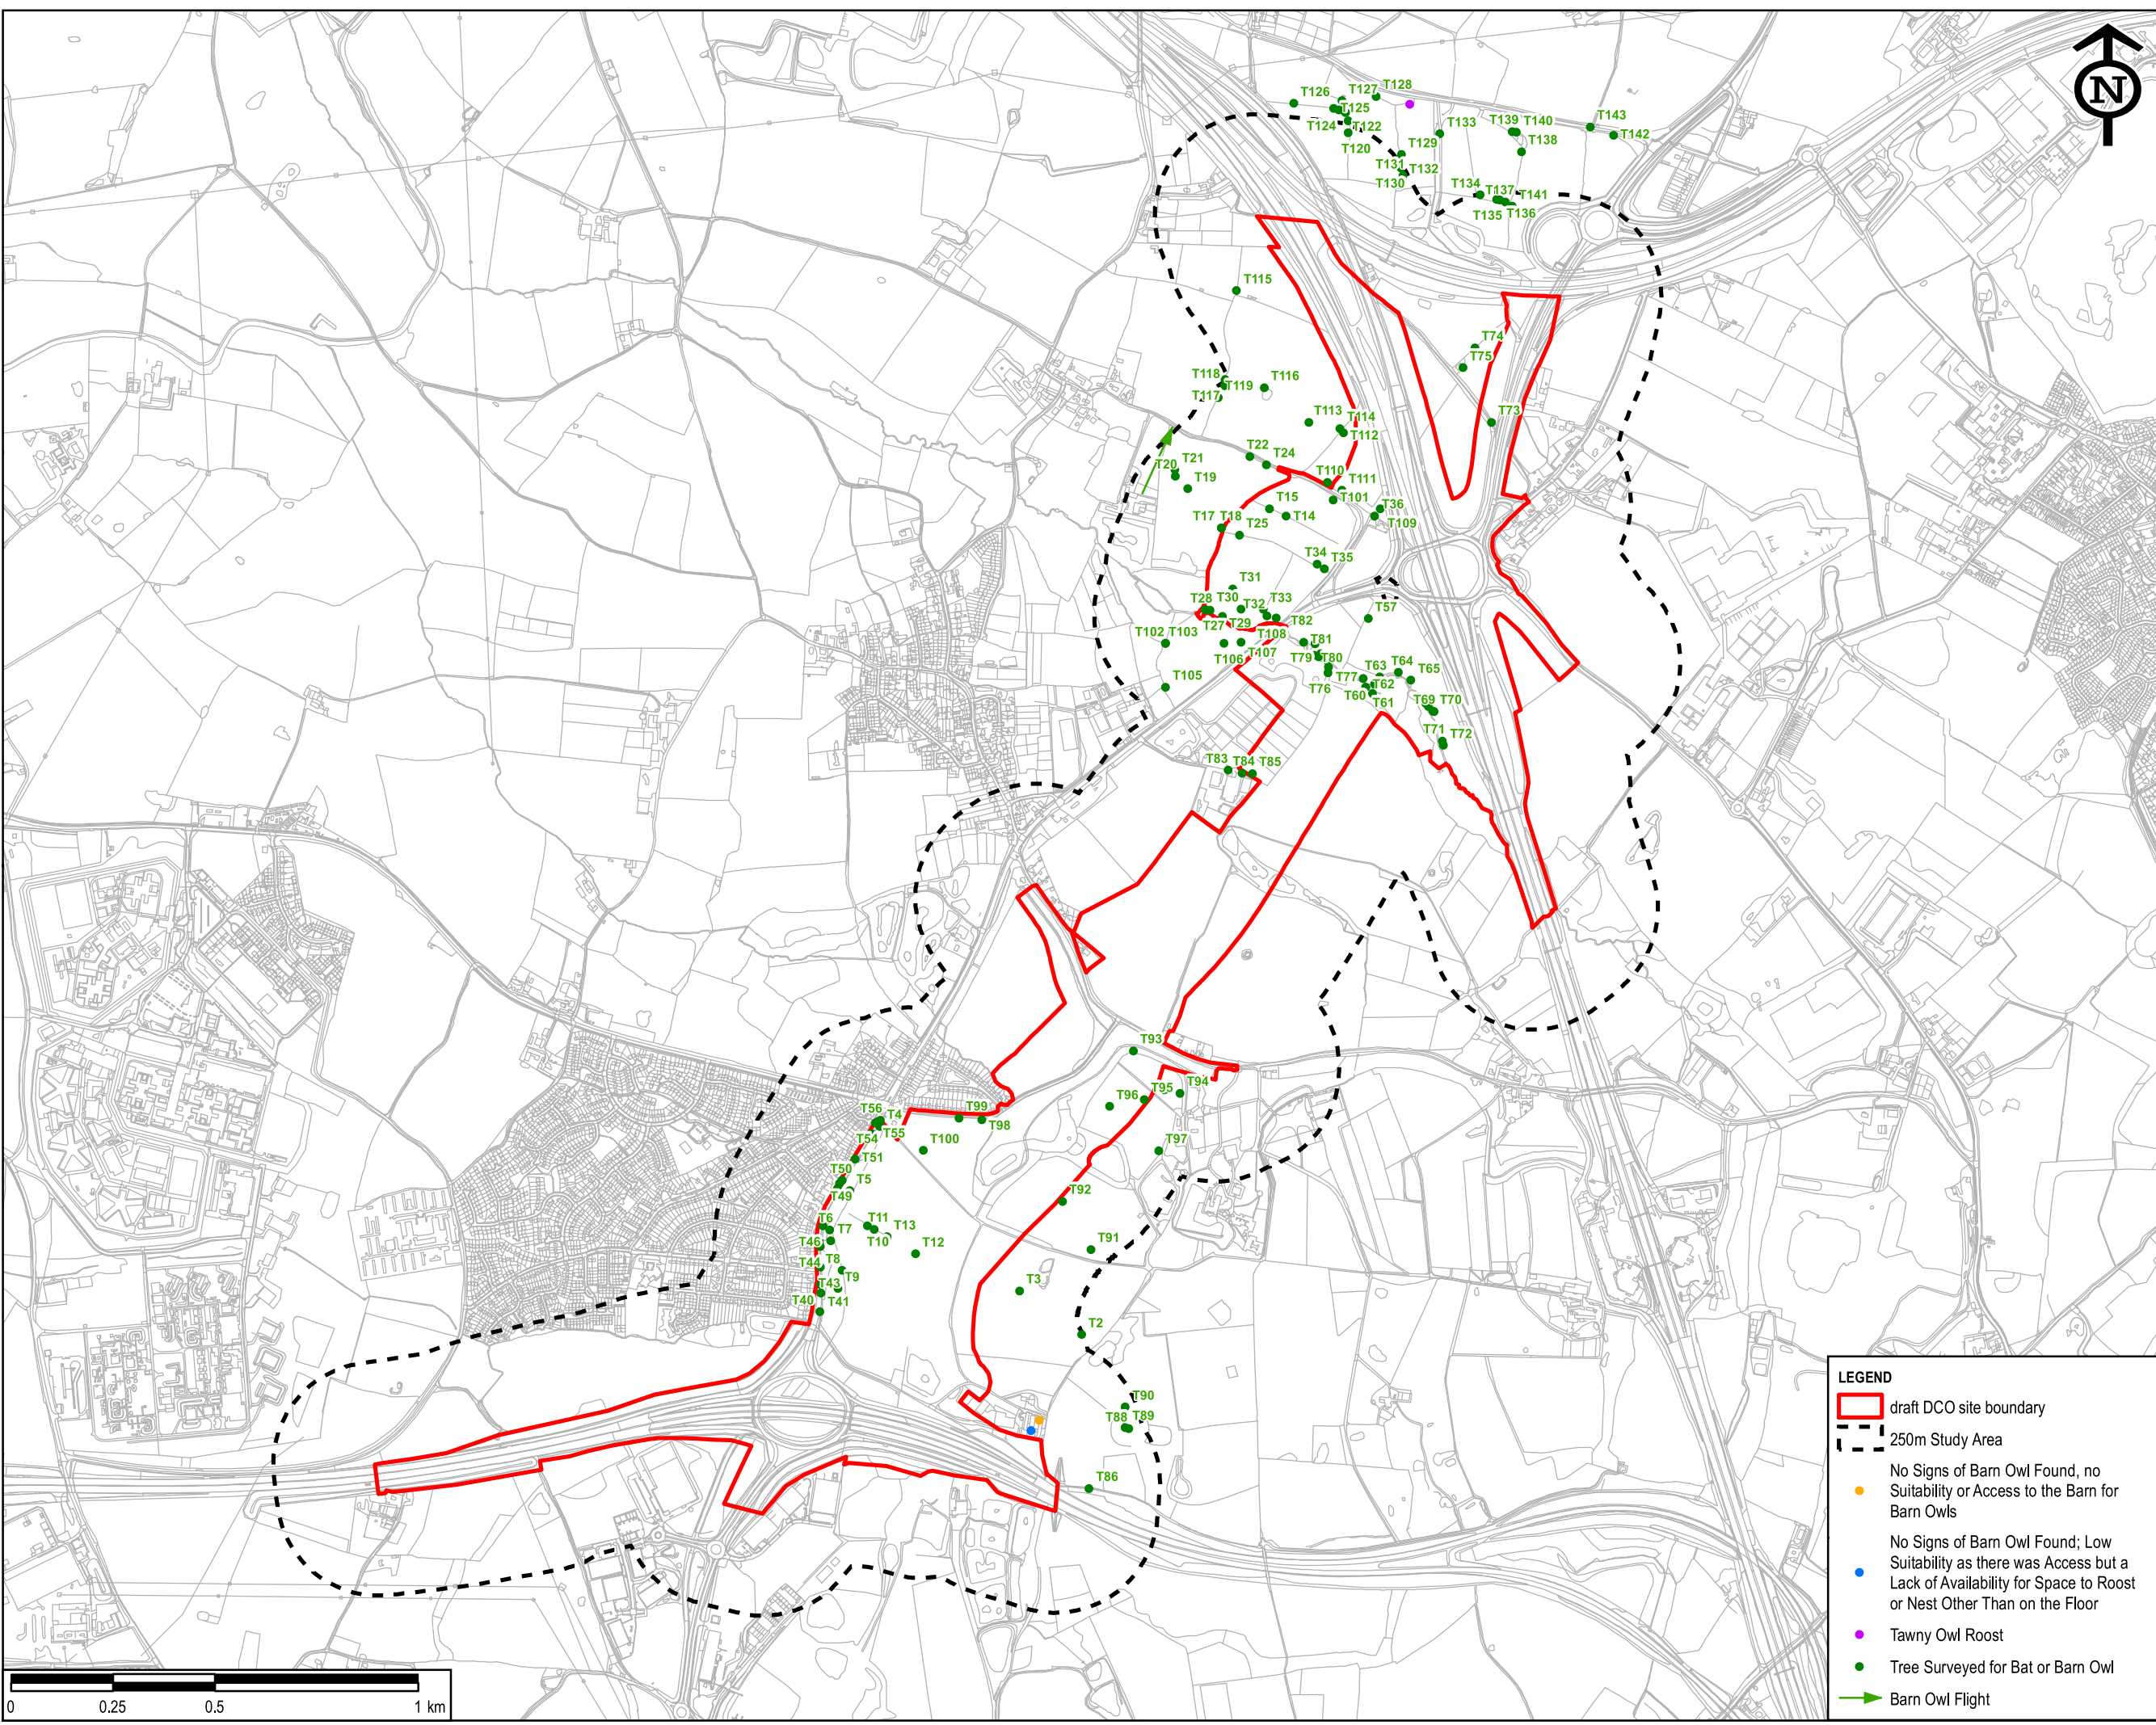 N
T126
T127
T128
T125
T124
T122
T120
T133
T129
T131
T132
T130
T139
T140
T138
T143
T142
T134
T137
T141
T135
T136
T115
T74
T75
T118
T119
T117
T116
T73
T113
T114
T112
T22
T24
T20
T21
T19
T110
T111
T101
T15
T14
T36
T109
T17
T18
T25
T34
T35
T31
T28
T30
T32
T33
T27
T29
T82
T57
T102
T103
T108
T107
T106
T81
T79
T80
T76
T77
T63
T64
T65
T60
T62
T61
T105
T69
T70
T71
T72
T83
T84
T85
T93
T94
T95
T96
T97
T56
T4
T54
T55
T99
T98
T100
T51
T50
T5
T49
T92
T6
T7
T11
T10
T13
T12
T46
T44
T8
T9
T43
T40
T41
T91
T3
T2
T90
T88
T89
T86
LEGEND
draft DCO site boundary
250m Study Area
No Signs of Barn Owl Found, no
Suitability or Access to the Barn for
Barn Owls
No Signs of Barn Owl Found; Low
Suitability as there was Access but a
Lack of Availability for Space to Roost
or Nest Other Than on the Floor
Tawny Owl Roost
Tree Surveyed for Bat or Barn Owl
Barn Owl Flight
0 0.25 0.5 1 km